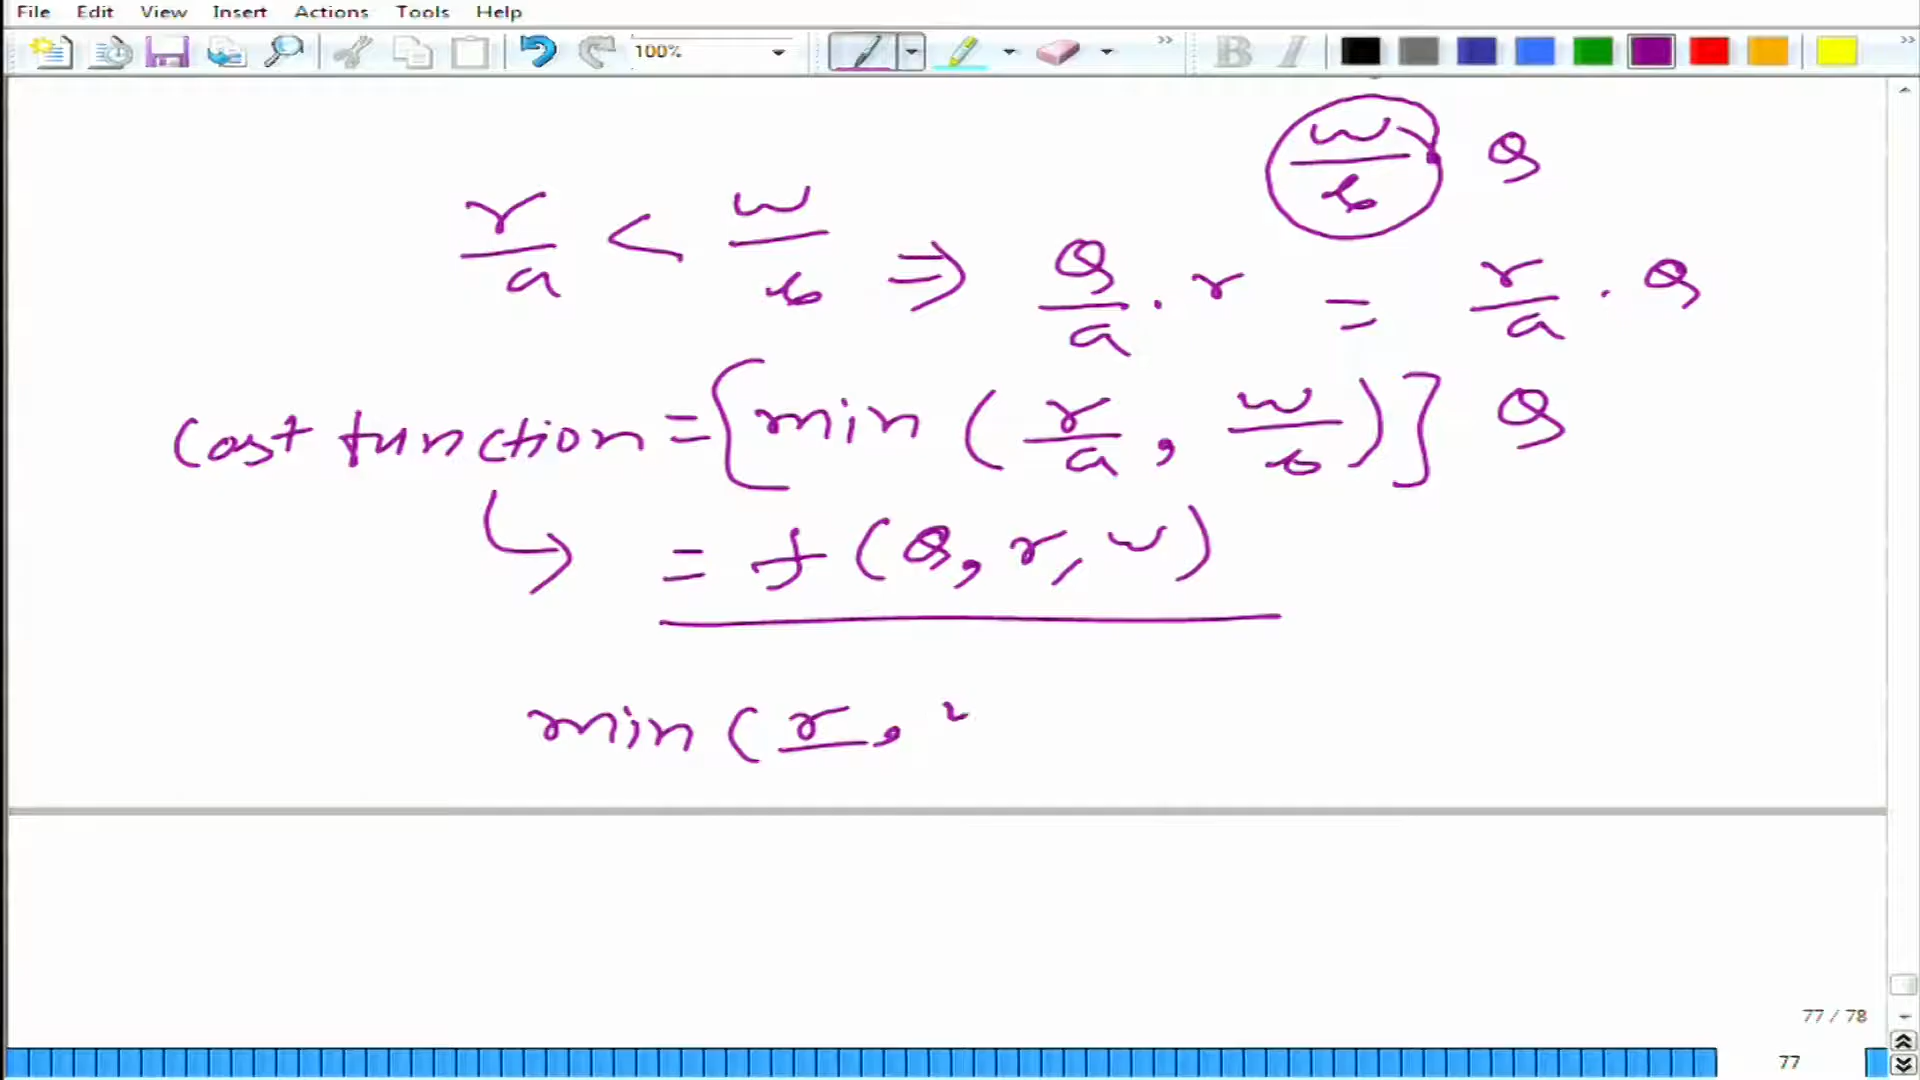 File Edit View Insert Actions Tools Help
100%
w/b Q
r/a < w/b ⇒ Q/a . r = r/a . Q
Cost function = [min (r/a, w/b)] Q
= f (Q, r, w)
min (r,
77 / 78
77